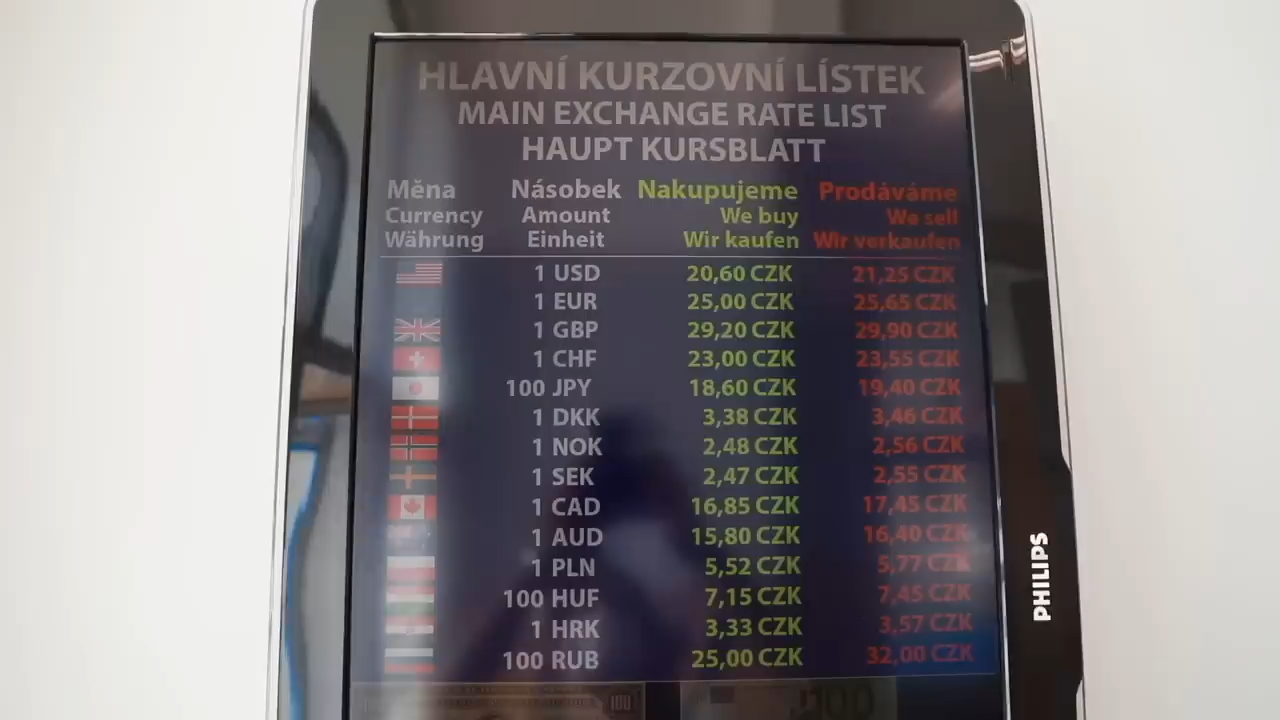 HLAVNÍ KURZOVNÍ LÍSTEK
MAIN EXCHANGE RATE LIST
HAUPT KURSBLATT
Měna Násobek Nakupujeme Prodáváme
Currency Amount We buy We sell
Währung Einheit Wir kaufen Wir verkaufen
1 USD 20,60 CZK 21,25 CZK
1 EUR 25,00 CZK 25,65 CZK
1 GBP 29,20 CZK 29,90 CZK
1 CHF 23,00 CZK 23,55 CZK
100 JPY 18,60 CZK 19,40 CZK
1 DKK 3,38 CZK 3,46 CZK
1 NOK 2,48 CZK 2,56 CZK
1 SEK 2,47 CZK 2,55 CZK
1 CAD 16,85 CZK 17,45 CZK
1 AUD 15,80 CZK 16,40 CZK
1 PLN 5,52 CZK 5,77 CZK
100 HUF 7,15 CZK 7,45 CZK
1 HRK 3,33 CZK 3,57 CZK
100 RUB 25,00 CZK 32,00 CZK
100 100
PHILIPS